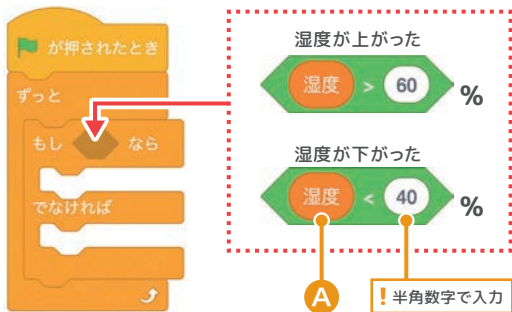 が押されたとき
ずっと
もし なら
でなければ
湿度が上がった
湿度 > 60 %
湿度が下がった
湿度 < 40 %
A
! 半角数字で入力